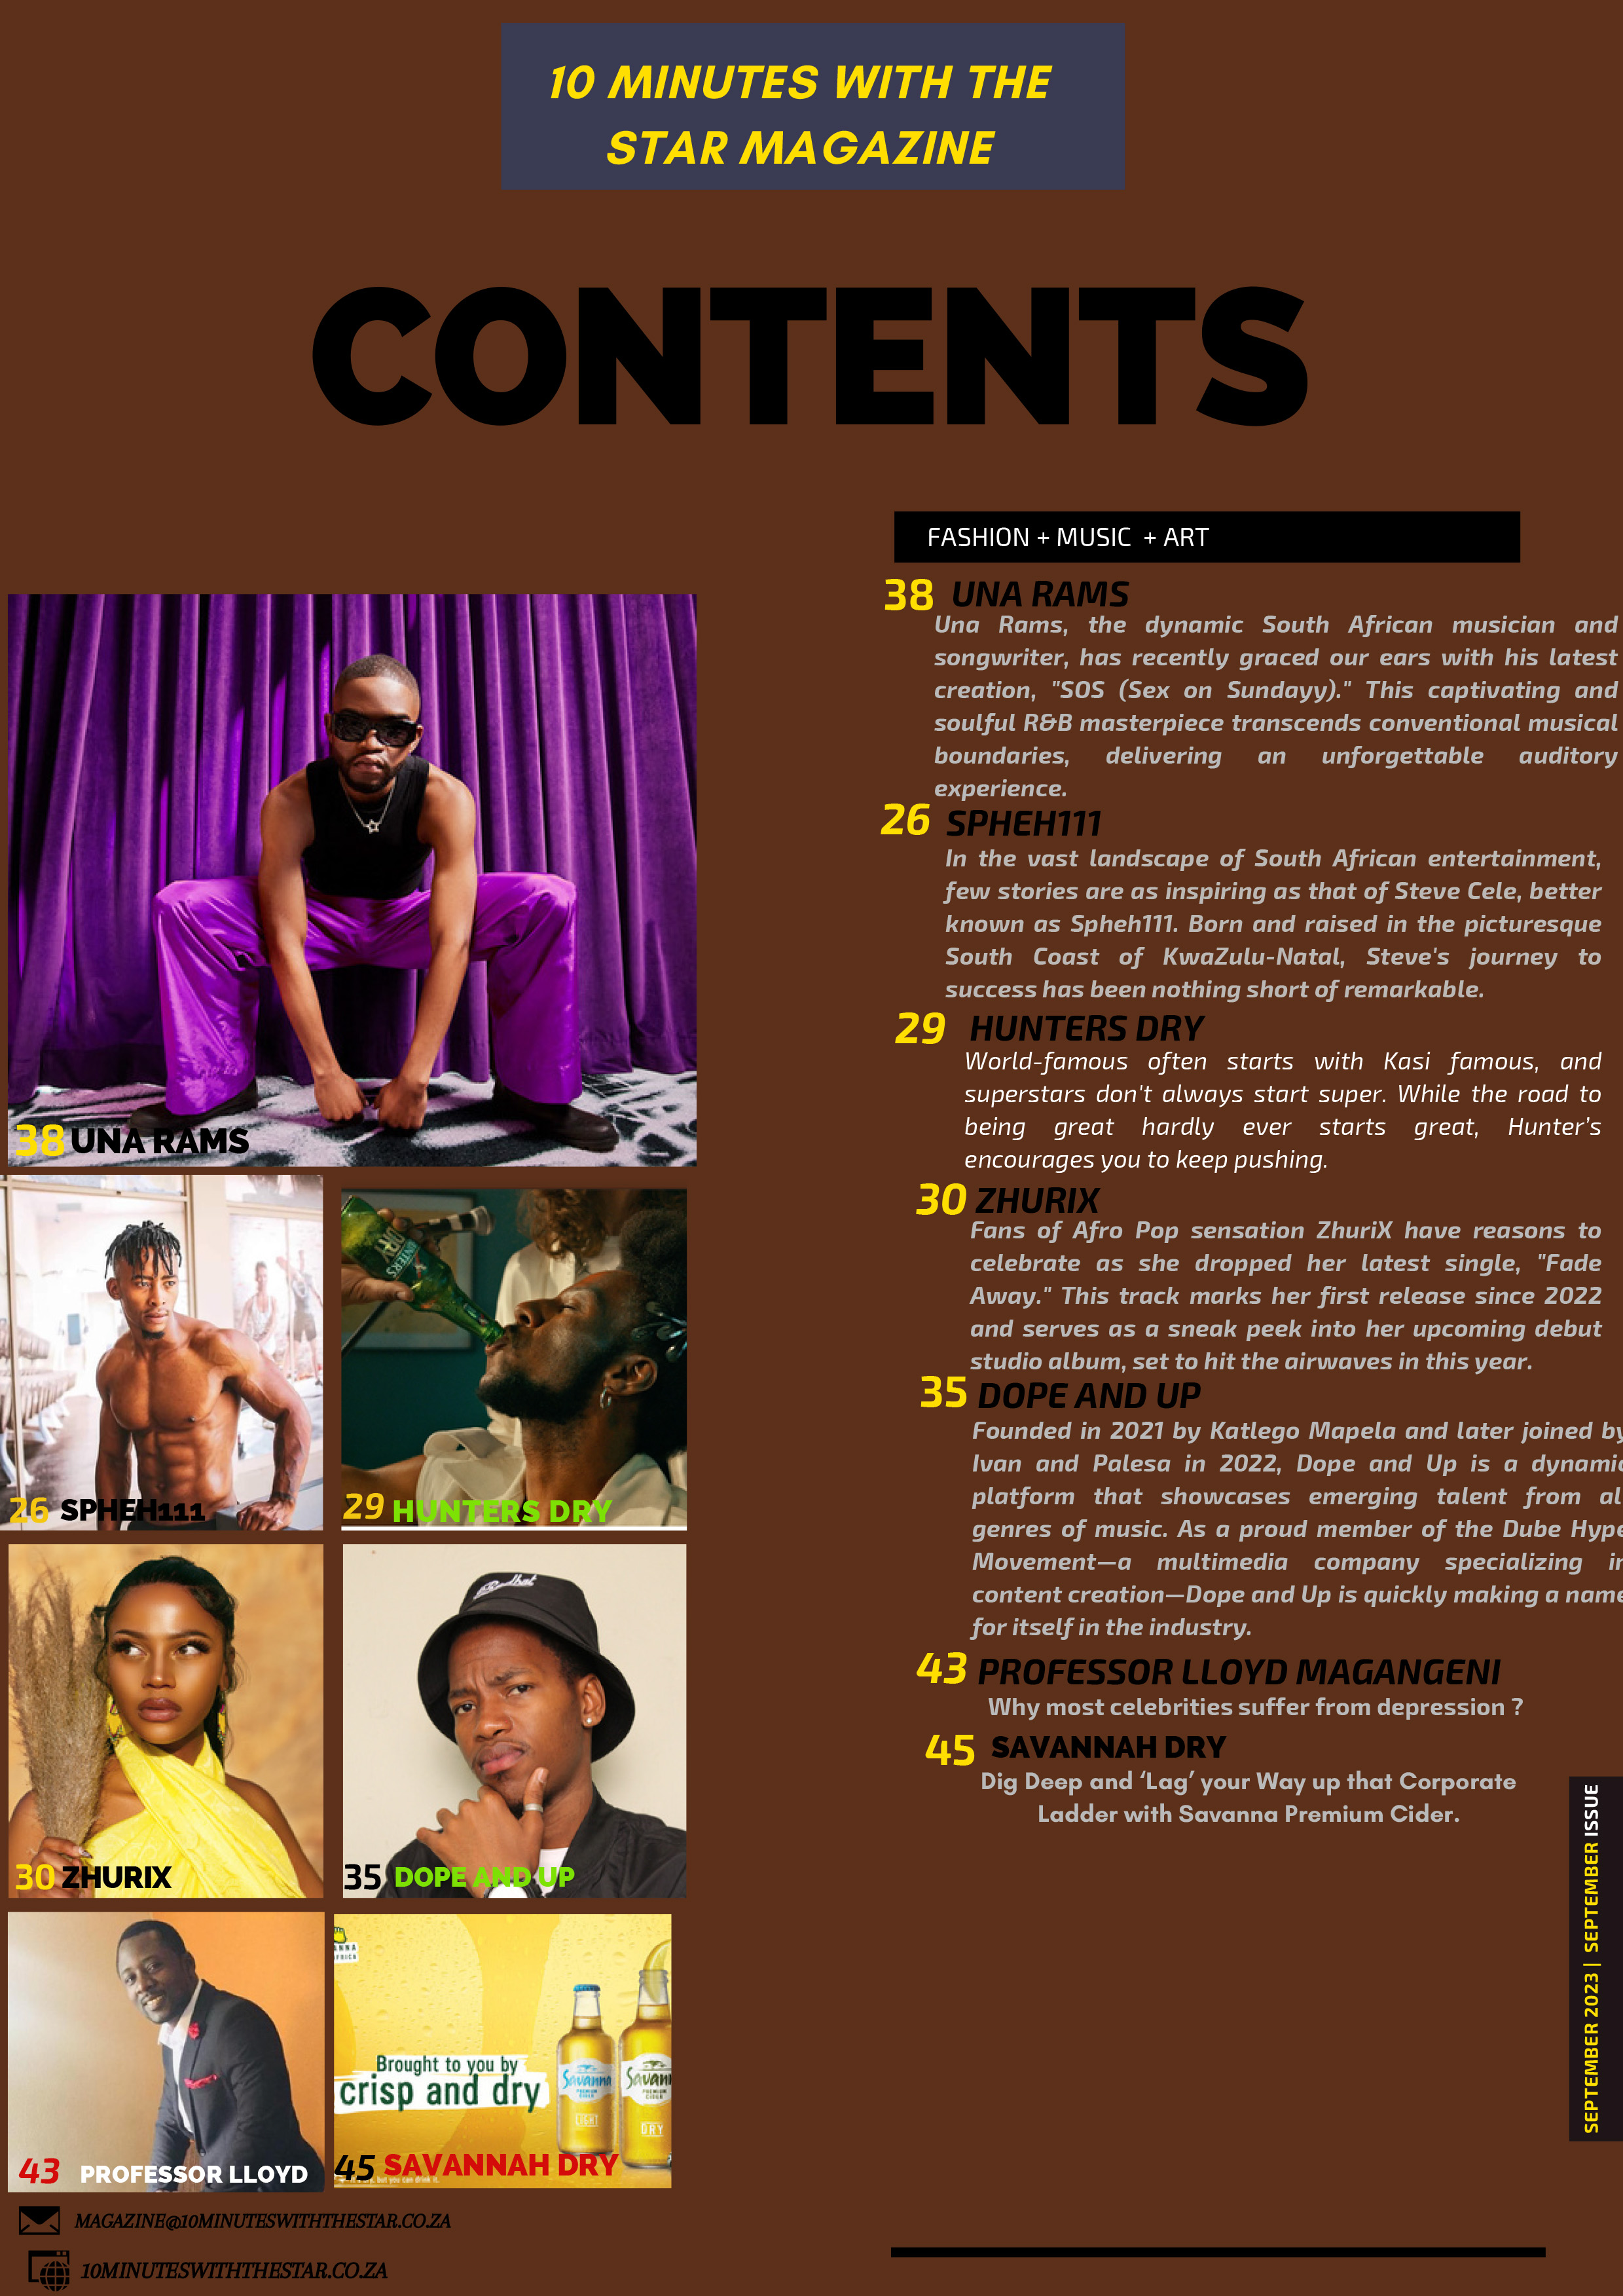 10 MINUTES WITH THE
STAR MAGAZINE
CONTENTS
FASHION + MUSIC + ART
38 UNA RAMS
Una Rams, the dynamic South African musician and
songwriter, has recently graced our ears with his latest
creation, "SOS (Sex on Sundayy)." This captivating and
soulful R&B masterpiece transcends conventional musical
boundaries, delivering an unforgettable auditory
experience.
26 SPHEH111
In the vast landscape of South African entertainment,
few stories are as inspiring as that of Steve Cele, better
known as Spheh111. Born and raised in the picturesque
South Coast of KwaZulu-Natal, Steve's journey to
success has been nothing short of remarkable.
29 HUNTERS DRY
World-famous often starts with Kasi famous, and
superstars don't always start super. While the road to
being great hardly ever starts great, Hunter's
encourages you to keep pushing.
30 ZHURIX
Fans of Afro Pop sensation ZhuriX have reasons to
celebrate as she dropped her latest single, "Fade
Away." This track marks her first release since 2022
and serves as a sneak peek into her upcoming debut
studio album, set to hit the airwaves in this year.
35 DOPE AND UP
Founded in 2021 by Katlego Mapela and later joined by
Ivan and Palesa in 2022, Dope and Up is a dynamic
platform that showcases emerging talent from al
genres of music. As a proud member of the Dube Hype
Movement—a multimedia company specializing in
content creation—Dope and Up is quickly making a name
for itself in the industry.
43 PROFESSOR LLOYD MAGANGENI
Why most celebrities suffer from depression ?
45 SAVANNAH DRY
Dig Deep and ‘Lag’ your Way up that Corporate
Ladder with Savanna Premium Cider.
SEPTEMBER 2023 | SEPTEMBER ISSUE
38 UNA RAMS
26 SPHEH111
HUNTERS
DRY
29 HUNTERS DRY
30 ZHURIX
35 DOPE AND UP
43 PROFESSOR LLOYD
Brought to you by
crisp and dry
Savanna
PREMIUM
CIDER
LIGHT
Savann
PREMIUM
CIDER
DRY
but you can drink it.
45 SAVANNAH DRY
MAGAZINE@10MINUTESWITHTHESTAR.CO.ZA
10MINUTESWITHTHESTAR.CO.ZA